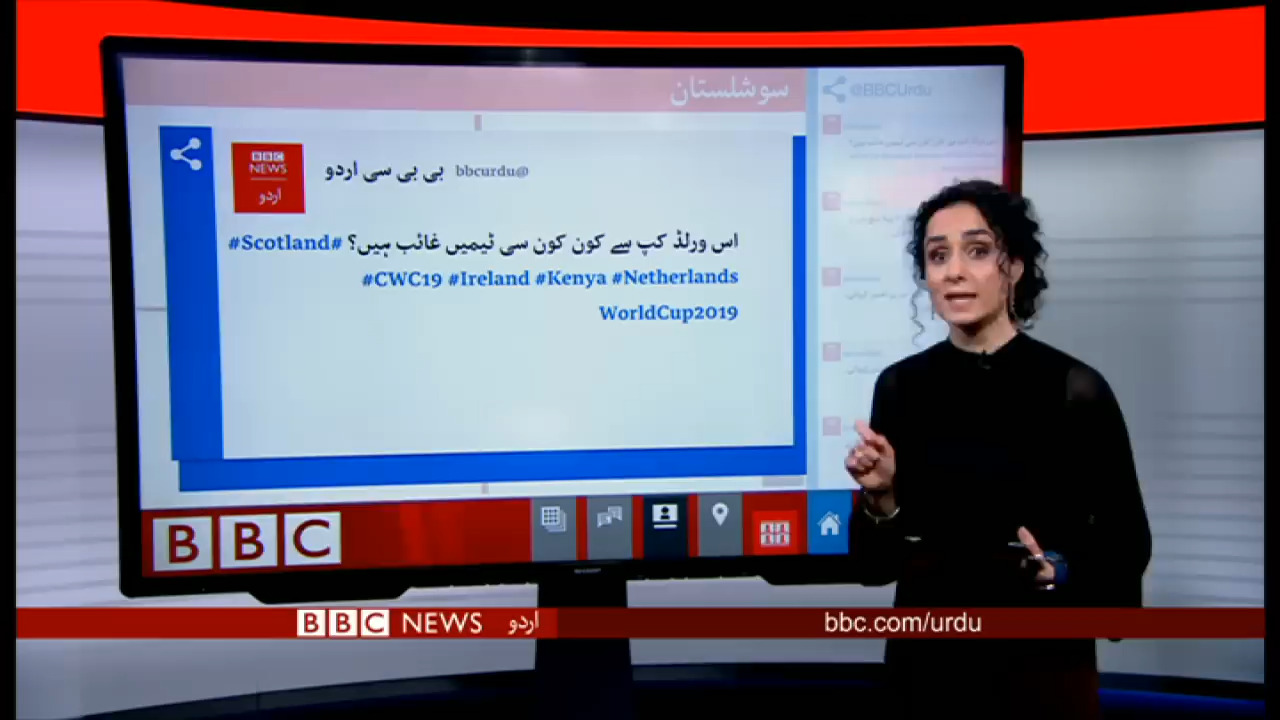 سوشلستان
@BBCUrdu
BBC
NEWS
اردو
بی بی سی اردو @bbcurdu
اس ورلڈ کپ سے کون کون سی ٹیمیں غائب ہیں؟ #Scotland#
#CWC19 #Ireland #Kenya #Netherlands
WorldCup2019
BBC
BBC NEWS اردو
bbc.com/urdu